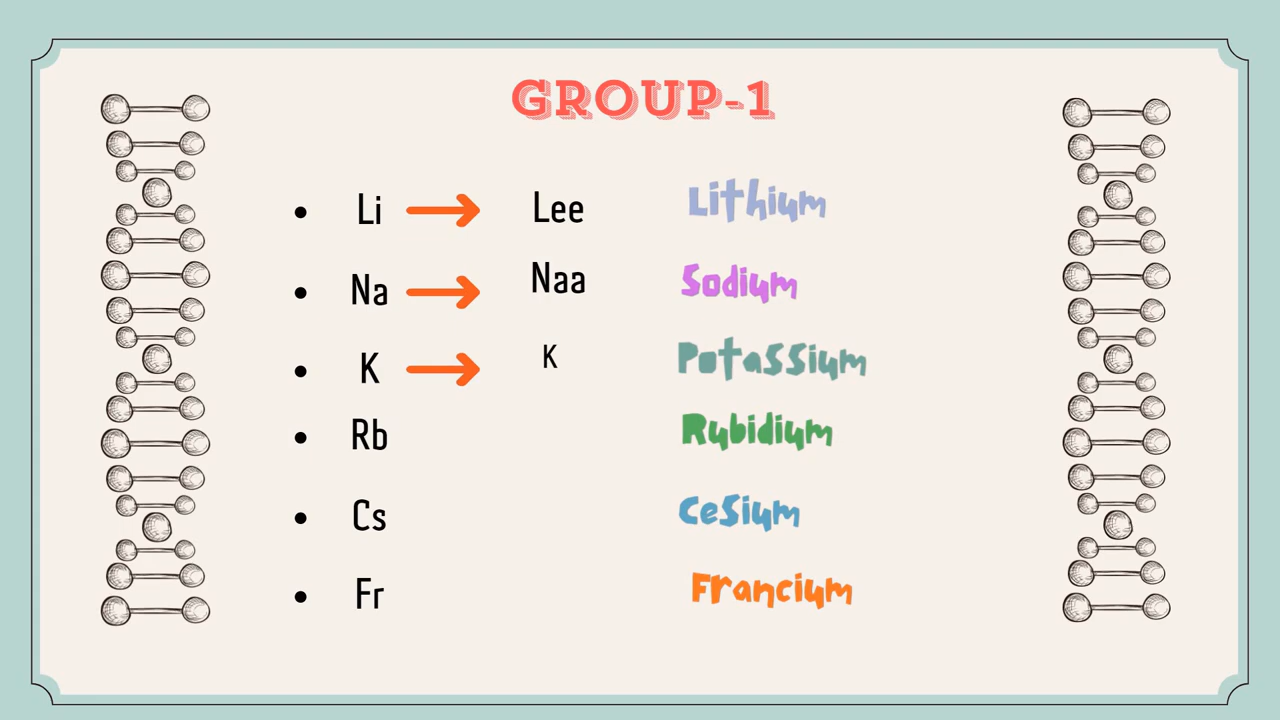 GROUP-1
• Li → Lee Lithium
• Na → Naa Sodium
• K → K Potassium
• Rb Rubidium
• Cs Cesium
• Fr Francium